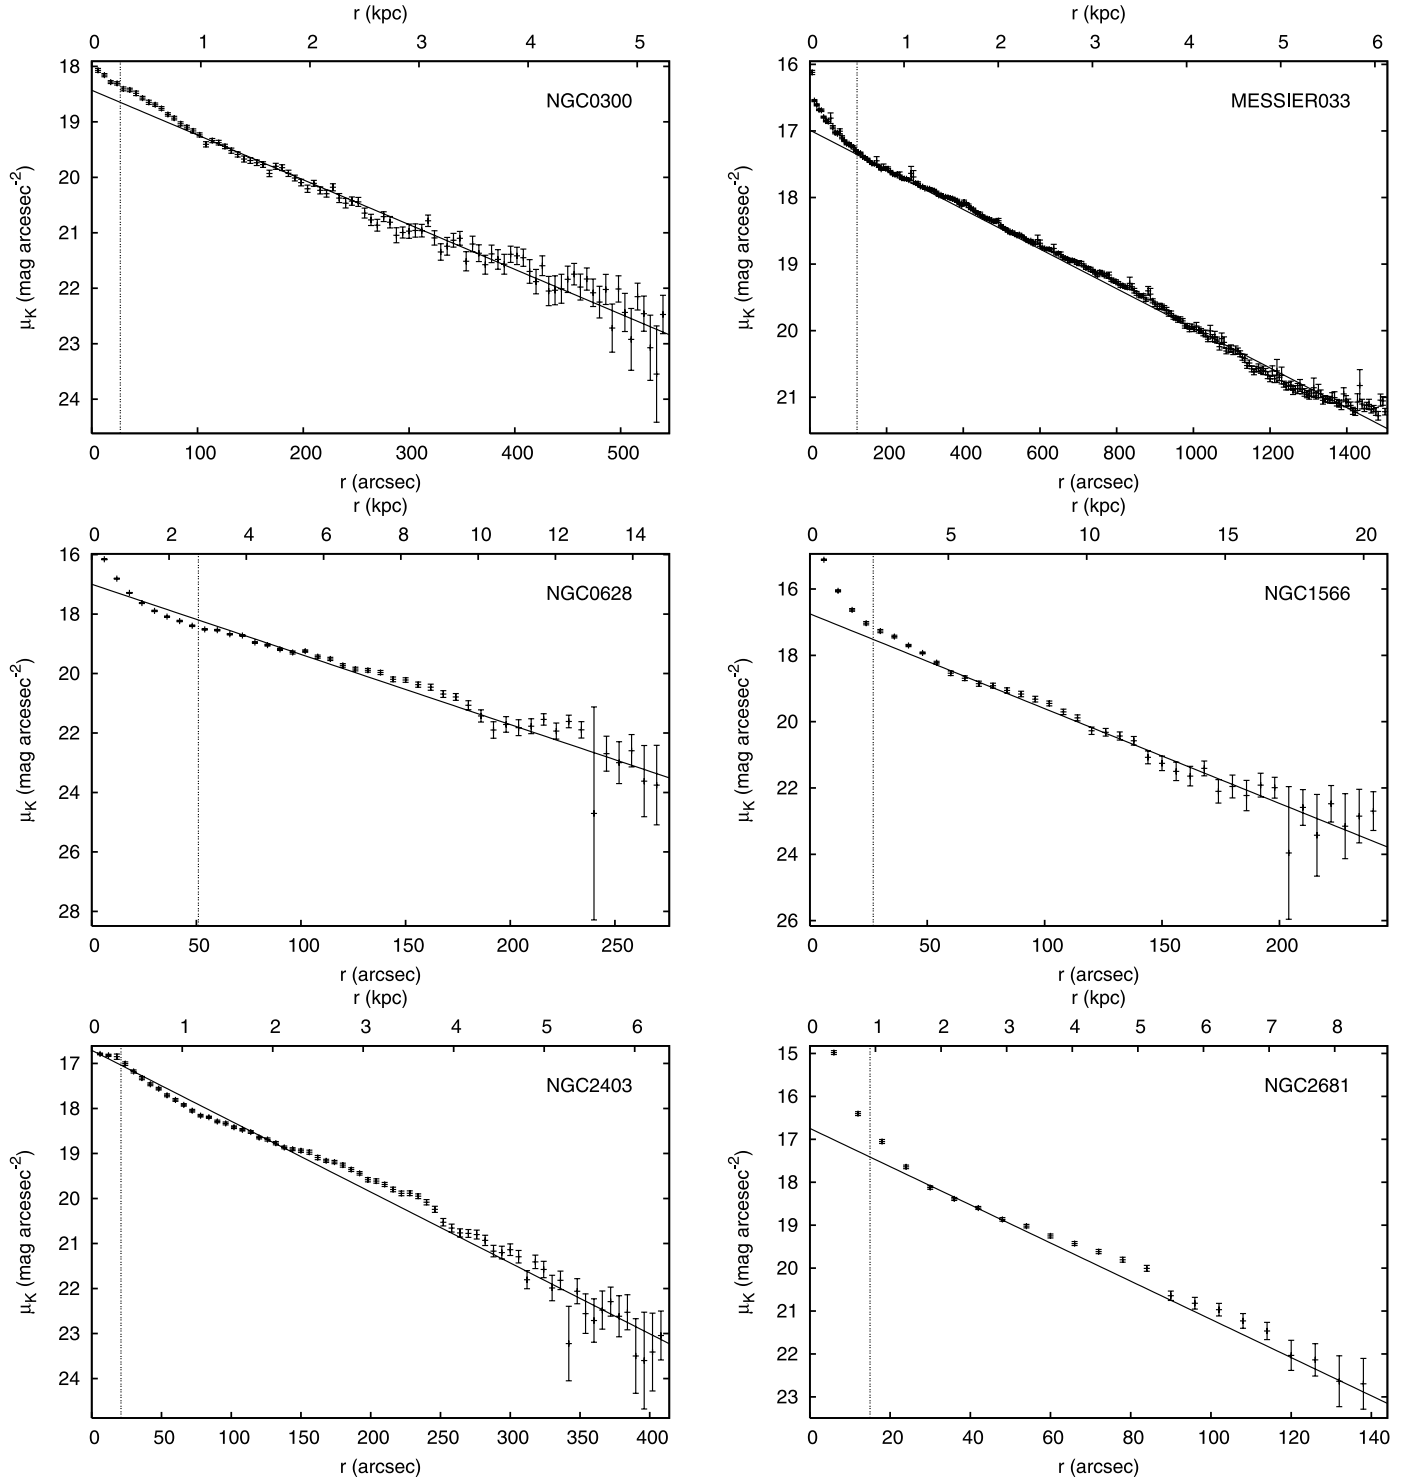 r (kpc)
0 1 2 3 4 5
18
19
20
21
22
23
24
μK (mag arcesec-2)
NGC0300
0 100 200 300 400 500
r (arcsec)
r (kpc)
0 1 2 3 4 5 6
16
17
18
19
20
21
μK (mag arcesec-2)
MESSIER033
0 200 400 600 800 1000 1200 1400
r (arcsec)
r (kpc)
0 2 4 6 8 10 12 14
16
18
20
22
24
26
28
μK (mag arcesec-2)
NGC0628
0 50 100 150 200 250
r (arcsec)
r (kpc)
0 5 10 15 20
16
18
20
22
24
26
μK (mag arcesec-2)
NGC1566
0 50 100 150 200
r (arcsec)
r (kpc)
0 1 2 3 4 5 6
17
18
19
20
21
22
23
24
μK (mag arcesec-2)
NGC2403
0 50 100 150 200 250 300 350 400
r (arcsec)
r (kpc)
0 1 2 3 4 5 6 7 8
15
16
17
18
19
20
21
22
23
μK (mag arcesec-2)
NGC2681
0 20 40 60 80 100 120 140
r (arcsec)